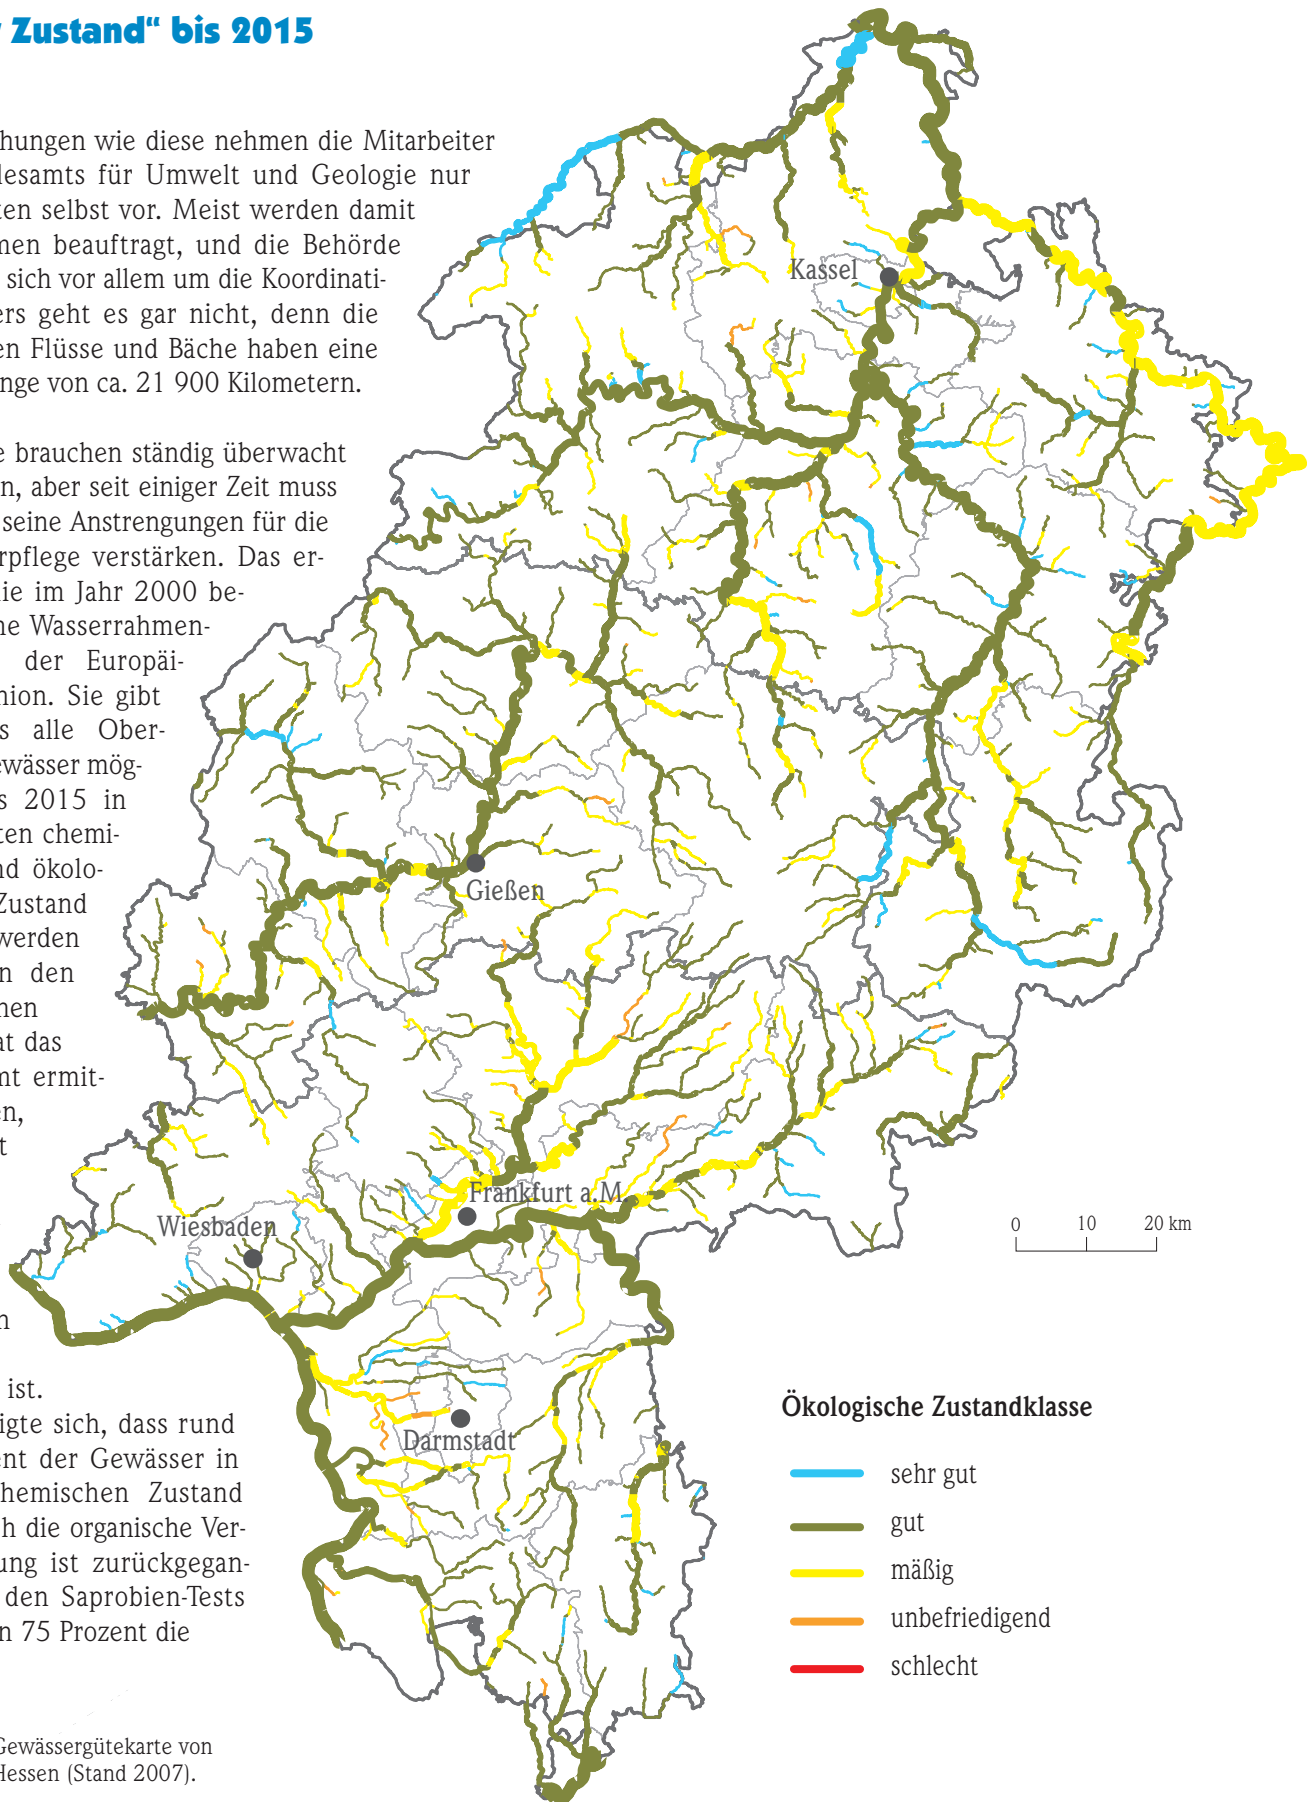 Zustand“ bis 2015
chungen wie diese nehmen die Mitarbeiter
desamts für Umwelt und Geologie nur
ten selbst vor. Meist werden damit
men beauftragt, und die Behörde
sich vor allem um die Koordinati-
ers geht es gar nicht, denn die
en Flüsse und Bäche haben eine
nge von ca. 21 900 Kilometern.
e brauchen ständig überwacht
n, aber seit einiger Zeit muss
seine Anstrengungen für die
rpflege verstärken. Das er-
die im Jahr 2000 be-
ne Wasserrahmen-
der Europäi-
nion. Sie gibt
s alle Ober-
ewässer mög-
s 2015 in
ten chemi-
nd ökolo-
Zustand
werden
n den
nen
at das
mt ermit-
en,
t
n
ist.
igte sich, dass rund
ent der Gewässer in
hemischen Zustand
ch die organische Ver-
ung ist zurückgegan-
den Saprobien-Tests
n 75 Prozent die
Gewässergütekarte von
Hessen (Stand 2007).
Kassel
Gießen
Frankfurt a.M.
Wiesbaden
Darmstadt
0 10 20 km
Ökologische Zustandklasse
sehr gut
gut
mäßig
unbefriedigend
schlecht